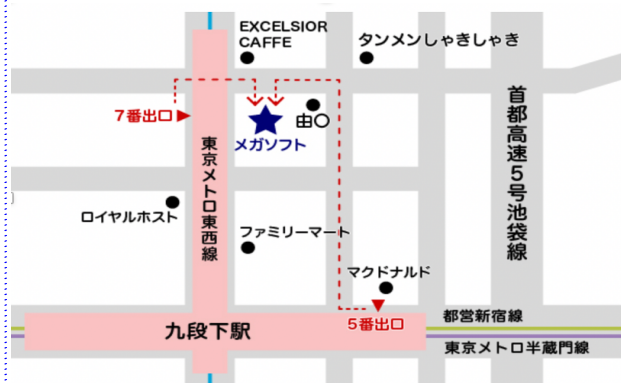 EXCELSIOR
CAFFE
タンメンしゃきしゃき
7番出口
由〇
メガソフト
首都高速5号池袋線
東京メトロ東西線
ロイヤルホスト
ファミリーマート
マクドナルド
5番出口
都営新宿線
九段下駅
東京メトロ半蔵門線